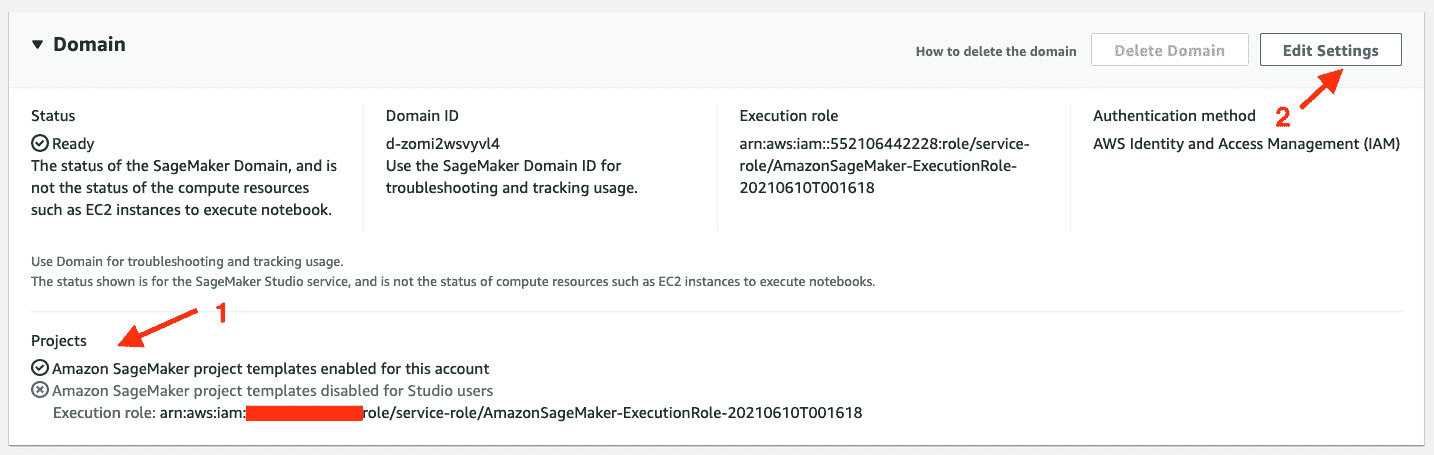 Domain
How to delete the domain
Delete Domain
Edit Settings
Status
Ready
The status of the SageMaker Domain, and is
not the status of the compute resources
such as EC2 instances to execute notebook.
Domain ID
d-zomi2wsvyvl4
Use the SageMaker Domain ID for
troubleshooting and tracking usage.
Execution role
arn:aws:iam::552106442228:role/service-
role/AmazonSageMaker-ExecutionRole-
20210610T001618
2
Authentication method
AWS Identity and Access Management (IAM)
Use Domain for troubleshooting and tracking usage.
The status shown is for the SageMaker Studio service, and is not the status of compute resources such as EC2 instances to execute notebooks.
1
Projects
Amazon SageMaker project templates enabled for this account
Amazon SageMaker project templates disabled for Studio users
Execution role: arn:aws:iam: role/service-role/AmazonSageMaker-ExecutionRole-20210610T001618